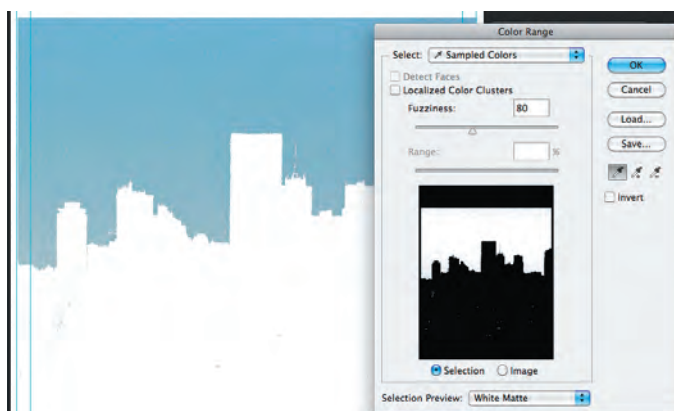 Color Range
Select: Sampled Colors
OK
Detect Faces
Localized Color Clusters
Cancel
Fuzziness: 80
Load...
Save...
Range: %
Invert
Selection Image
Selection Preview: White Matte